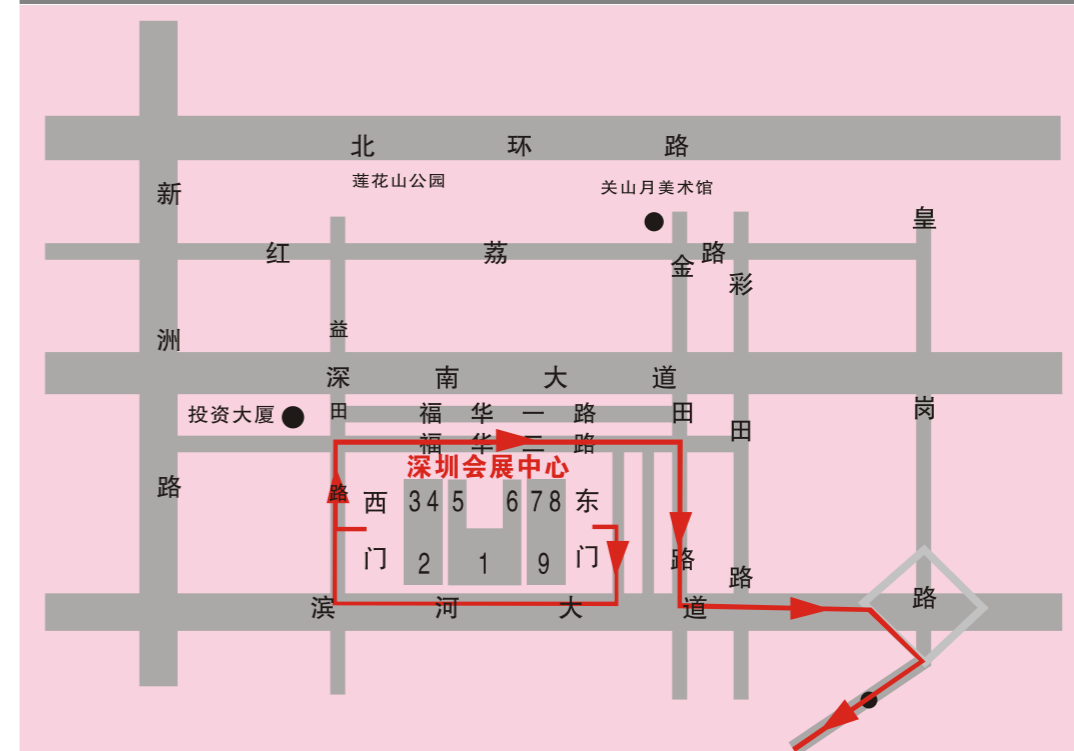 北环路
莲花山公园
关山月美术馆
新洲路
皇岗路
红荔路
金田路
彩田路
益田路
深南大道
投资大厦
福华一路
福华三路
深圳会展中心
西门
3 4 5 6 7 8
东门
2 1 9
滨河大道